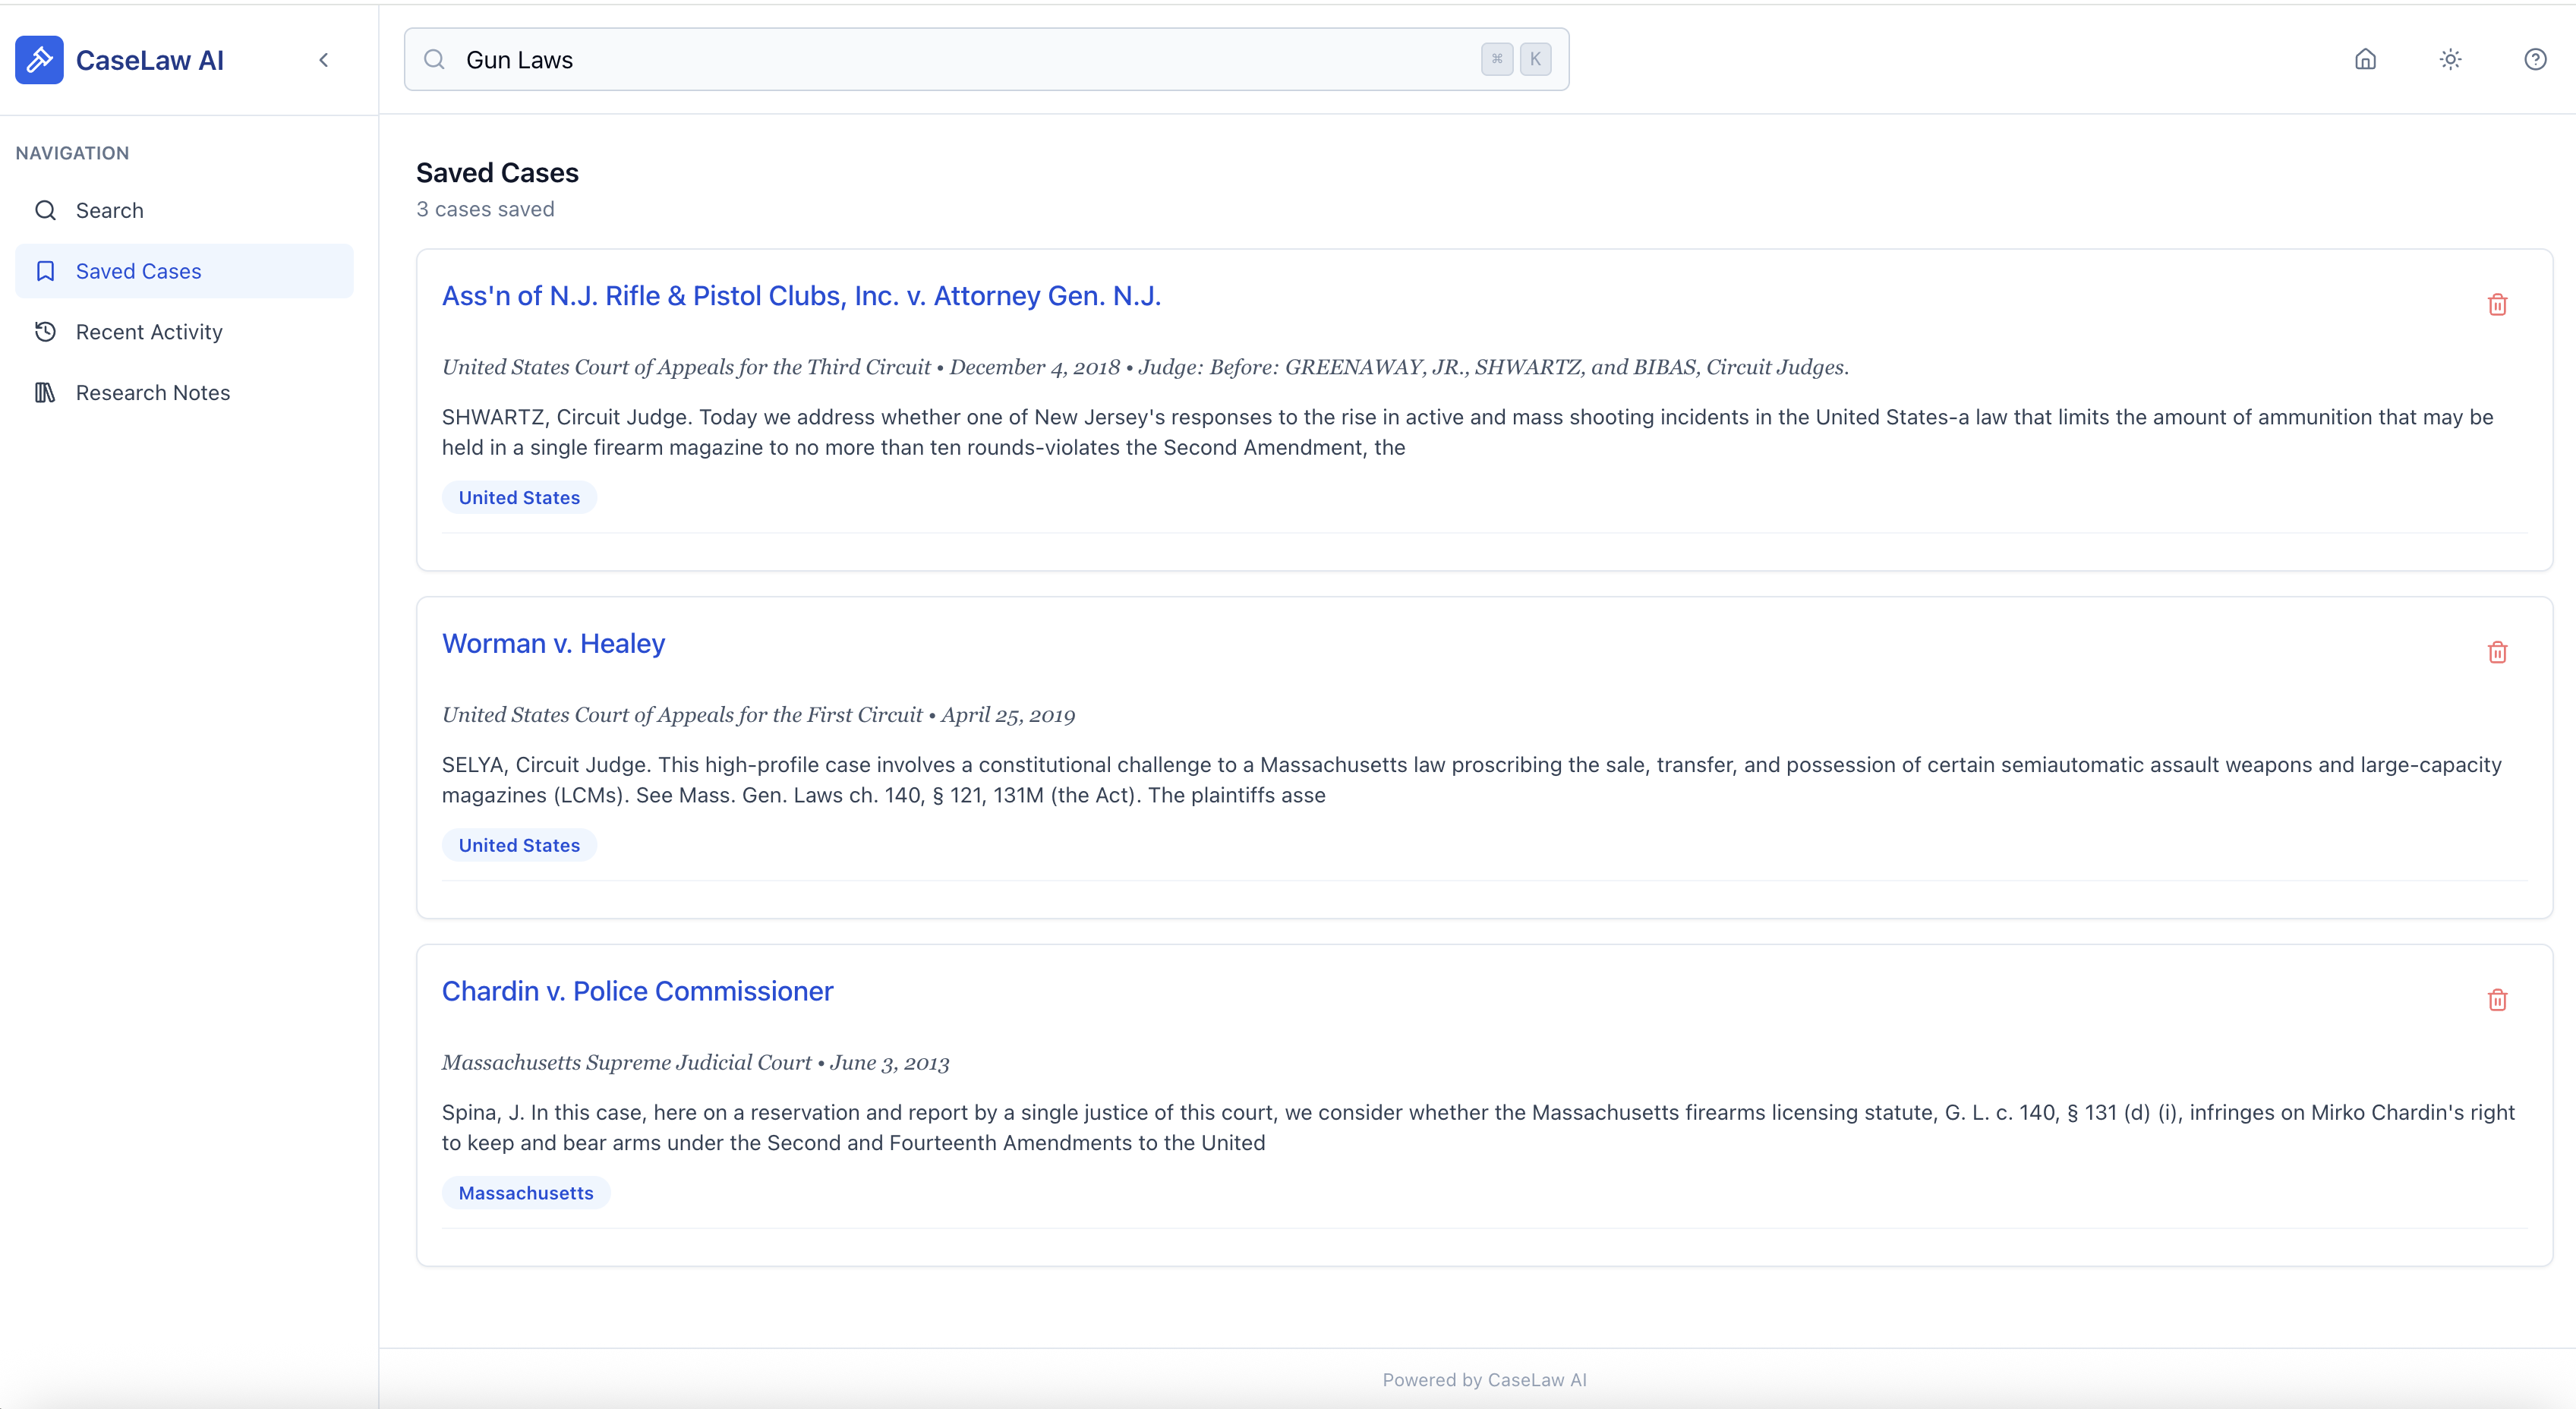 CaseLaw AI
Gun Laws
⌘ K
NAVIGATION
Search
Saved Cases
Recent Activity
Research Notes
Saved Cases
3 cases saved
Ass'n of N.J. Rifle & Pistol Clubs, Inc. v. Attorney Gen. N.J.
United States Court of Appeals for the Third Circuit • December 4, 2018 • Judge: Before: GREENAWAY, JR., SHWARTZ, and BIBAS, Circuit Judges.
SHWARTZ, Circuit Judge. Today we address whether one of New Jersey's responses to the rise in active and mass shooting incidents in the United States-a law that limits the amount of ammunition that may be
held in a single firearm magazine to no more than ten rounds-violates the Second Amendment, the
United States
Worman v. Healey
United States Court of Appeals for the First Circuit • April 25, 2019
SELYA, Circuit Judge. This high-profile case involves a constitutional challenge to a Massachusetts law proscribing the sale, transfer, and possession of certain semiautomatic assault weapons and large-capacity
magazines (LCMs). See Mass. Gen. Laws ch. 140, § 121, 131M (the Act). The plaintiffs asse
United States
Chardin v. Police Commissioner
Massachusetts Supreme Judicial Court • June 3, 2013
Spina, J. In this case, here on a reservation and report by a single justice of this court, we consider whether the Massachusetts firearms licensing statute, G. L. c. 140, § 131 (d) (i), infringes on Mirko Chardin's right
to keep and bear arms under the Second and Fourteenth Amendments to the United
Massachusetts
Powered by CaseLaw AI